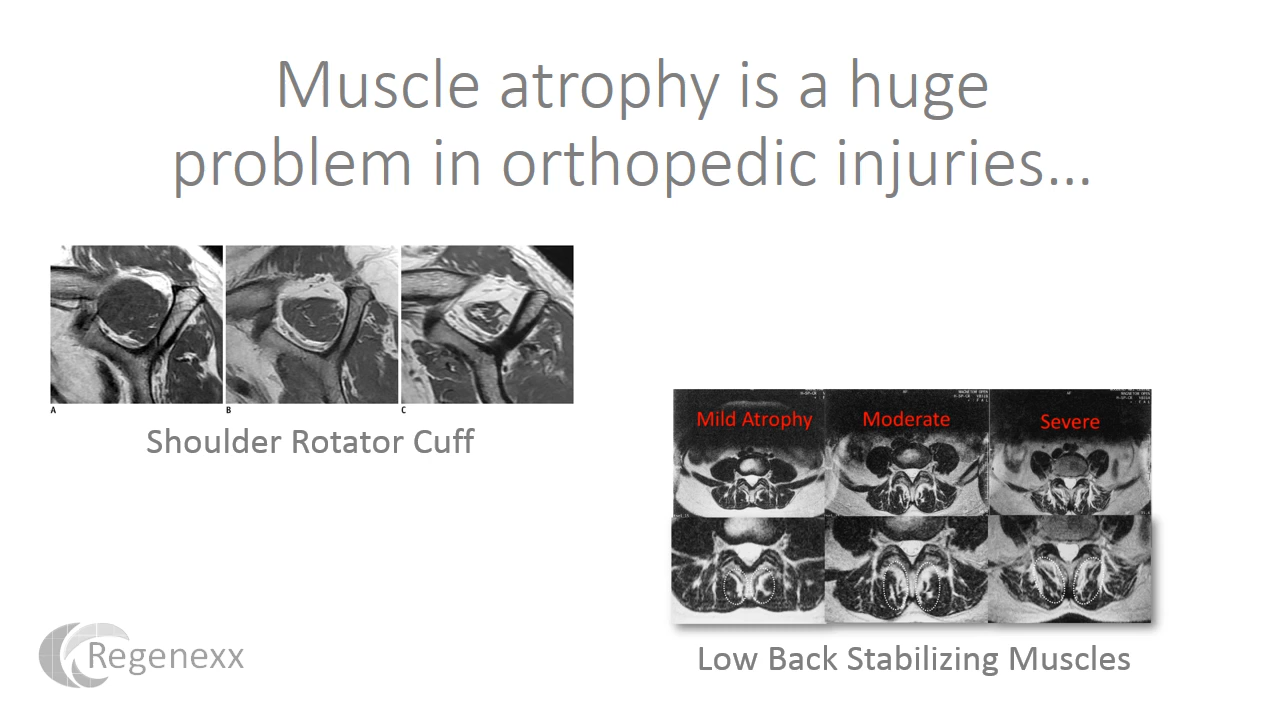 Muscle atrophy is a huge
problem in orthopedic injuries...
A
B
C
Shoulder Rotator Cuff
Mild Atrophy
Moderate
Severe
Low Back Stabilizing Muscles
Regenexx